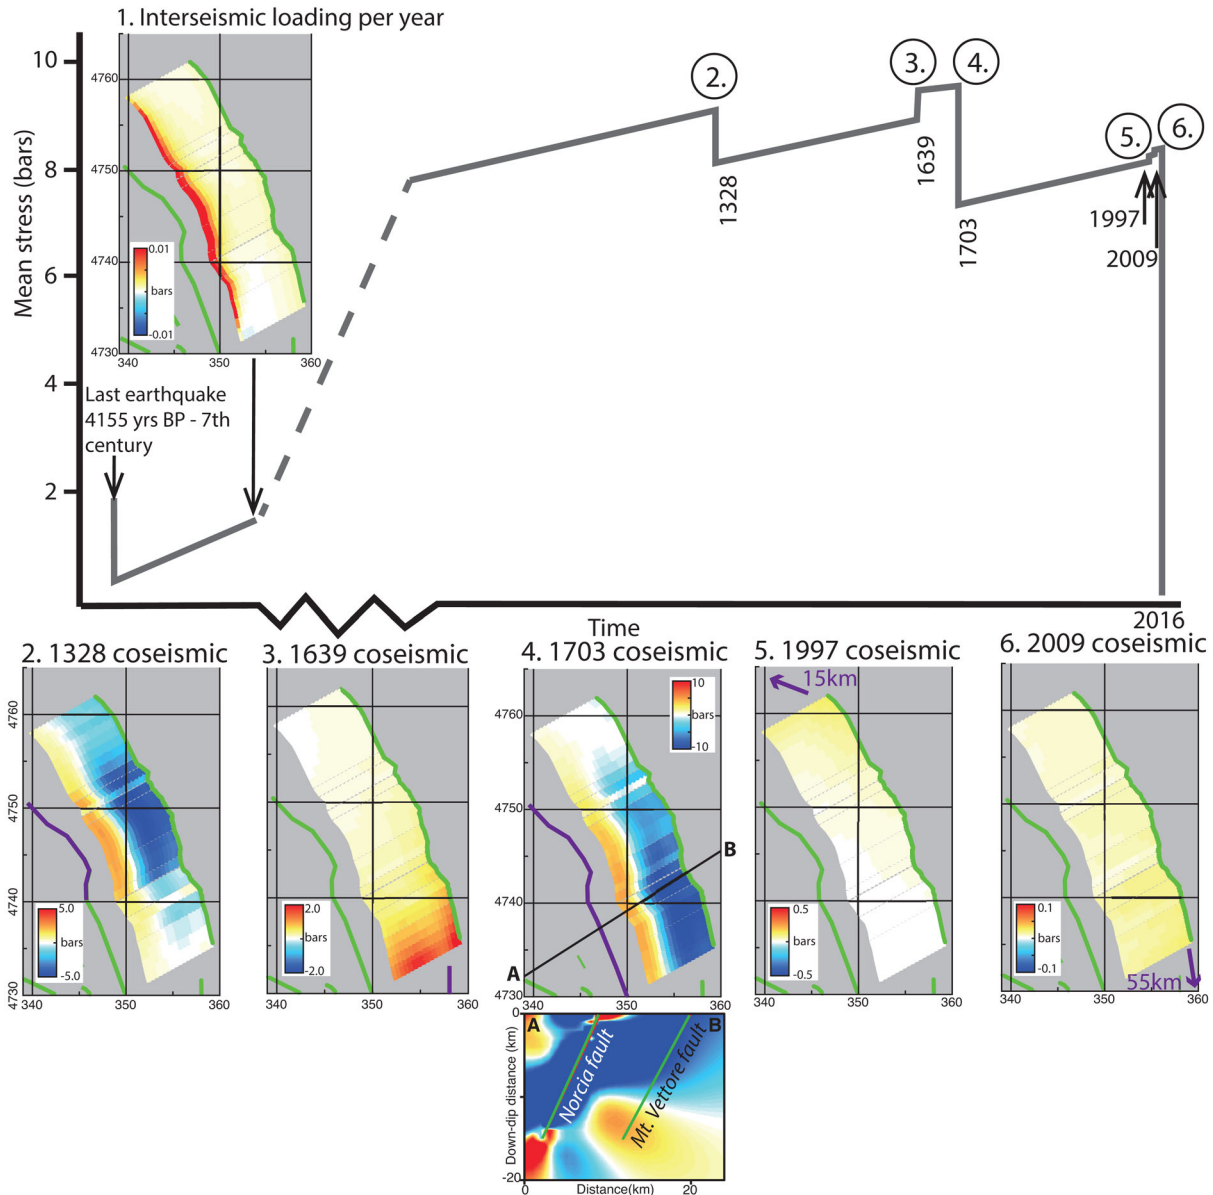 1. Interseismic loading per year
10
8
6
4
2
Mean stress (bars)
4760
4750
4740
4730
340
350
360
0.01
bars
-0.01
Last earthquake
4155 yrs BP - 7th
century
2.
3.
4.
5.
6.
1328
1639
1703
1997
2009
2016
Time
2. 1328 coseismic
4760
4750
4740
4730
340
350
360
5.0
bars
-5.0
3. 1639 coseismic
340
350
360
2.0
bars
-2.0
4. 1703 coseismic
4760
4750
4740
4730
340
350
360
10
bars
-10
A
B
5. 1997 coseismic
15km
340
350
360
0.5
bars
-0.5
6. 2009 coseismic
340
350
360
0.1
bars
-0.1
55km
A
B
Norcia fault
Mt. Vettore fault
Down-dip distance (km)
0
-20
0
20
Distance(km)